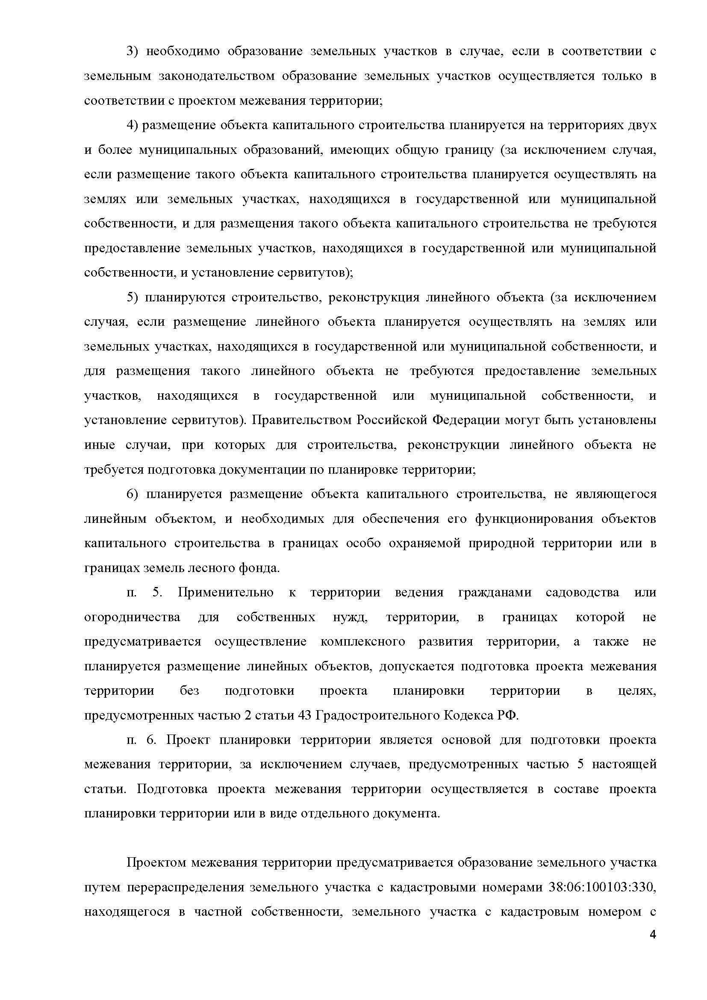 3) необходимо образование земельных участков в случае, если в соответствии с
земельным законодательством образование земельных участков осуществляется только в
соответствии с проектом межевания территории;
4) размещение объекта капитального строительства планируется на территориях двух
и более муниципальных образований, имеющих общую границу (за исключением случая,
если размещение такого объекта капитального строительства планируется осуществлять на
землях или земельных участках, находящихся в государственной или муниципальной
собственности, и для размещения такого объекта капитального строительства не требуются
предоставление земельных участков, находящихся в государственной или муниципальной
собственности, и установление сервитутов);
5) планируются строительство, реконструкция линейного объекта (за исключением
случая, если размещение линейного объекта планируется осуществлять на землях или
земельных участках, находящихся в государственной или муниципальной собственности, и
для размещения такого линейного объекта не требуются предоставление земельных
участков, находящихся в государственной или муниципальной собственности, и
установление сервитутов). Правительством Российской Федерации могут быть установлены
иные случаи, при которых для строительства, реконструкции линейного объекта не
требуется подготовка документации по планировке территории;
6) планируется размещение объекта капитального строительства, не являющегося
линейным объектом, и необходимых для обеспечения его функционирования объектов
капитального строительства в границах особо охраняемой природной территории или в
границах земель лесного фонда.
п. 5. Применительно к территории ведения гражданами садоводства или
огородничества для собственных нужд, территории, в границах которой не
предусматривается осуществление комплексного развития территории, а также не
планируется размещение линейных объектов, допускается подготовка проекта межевания
территории без подготовки проекта планировки территории в целях,
предусмотренных частью 2 статьи 43 Градостроительного Кодекса РФ.
п. 6. Проект планировки территории является основой для подготовки проекта
межевания территории, за исключением случаев, предусмотренных частью 5 настоящей
статьи. Подготовка проекта межевания территории осуществляется в составе проекта
планировки территории или в виде отдельного документа.
Проектом межевания территории предусматривается образование земельного участка
путем перераспределения земельного участка с кадастровыми номерами 38:06:100103:330,
находящегося в частной собственности, земельного участка с кадастровым номером с
4